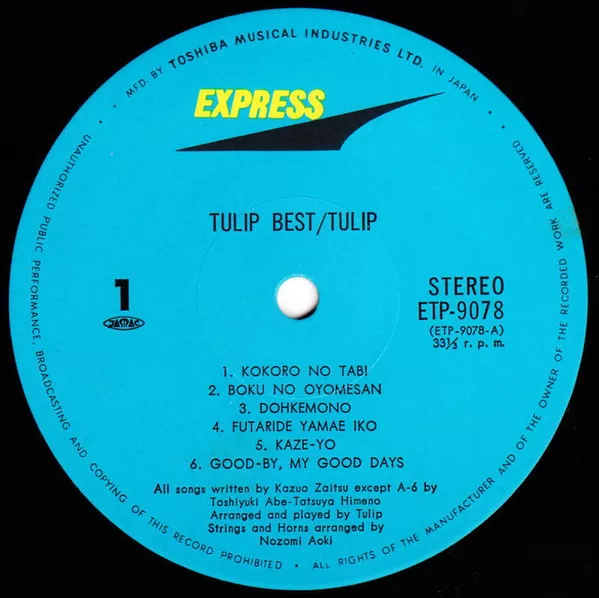 MFD. BY TOSHIBA MUSICAL INDUSTRIES LTD. IN JAPAN
EXPRESS
TULIP BEST/TULIP
1
JASRAC
STEREO
ETP-9078
(ETP-9078-A)
33⅓ r. p. m.
1. KOKORO NO TABI
2. BOKU NO OYOMESAN
3. DOHKEMONO
4. FUTARIDE YAMAE IKO
5. KAZE-YO
6. GOOD-BY, MY GOOD DAYS
All songs written by Kazuo Zaitsu except A-6 by
Toshiyuki Abe-Tatsuya Himeno
Arranged and played by Tulip
Strings and Horns arranged by
Nozomi Aoki
UNAUTHORIZED PUBLIC PERFORMANCE, BROADCASTING AND COPYING OF THIS RECORD PROHIBITED • ALL RIGHTS OF THE MANUFACTURER AND OF THE OWNER OF THE RECORDED WORK ARE RESERVED